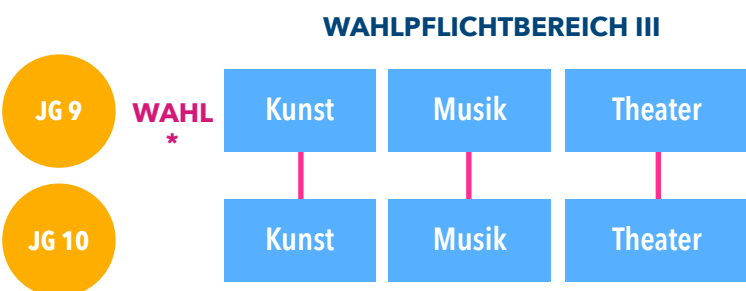 WAHLPFLICHTBEREICH III
JG 9
WAHL
*
Kunst
Musik
Theater
JG 10
Kunst
Musik
Theater